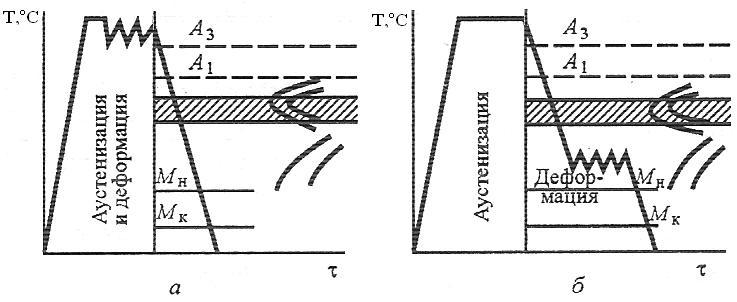 T,°C
A3
A1
Аустенизация
и деформация
Mн
Mк
τ
а
T,°C
A3
A1
Аустенизация
Дефор-
мация
Mн
Mк
τ
б